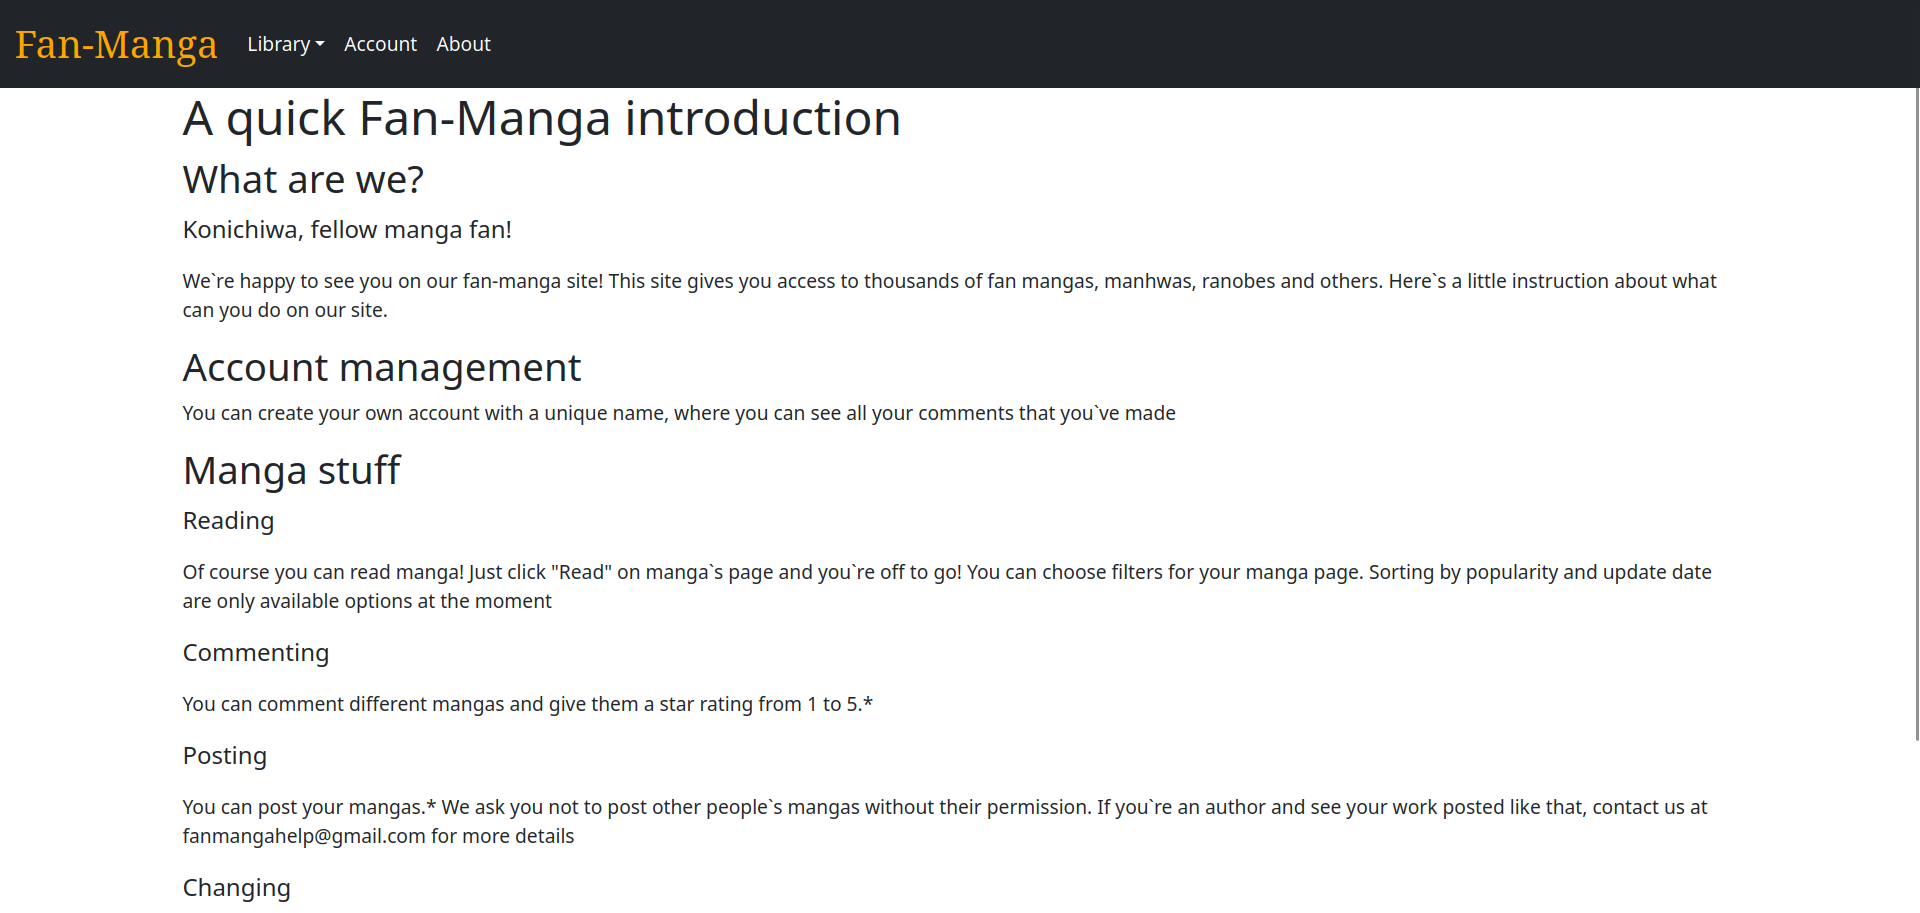 Fan-Manga Library Account About
A quick Fan-Manga introduction
What are we?
Konichiwa, fellow manga fan!
We`re happy to see you on our fan-manga site! This site gives you access to thousands of fan mangas, manhwas, ranobes and others. Here`s a little instruction about what
can you do on our site.
Account management
You can create your own account with a unique name, where you can see all your comments that you`ve made
Manga stuff
Reading
Of course you can read manga! Just click "Read" on manga`s page and you`re off to go! You can choose filters for your manga page. Sorting by popularity and update date
are only available options at the moment
Commenting
You can comment different mangas and give them a star rating from 1 to 5.*
Posting
You can post your mangas.* We ask you not to post other people`s mangas without their permission. If you`re an author and see your work posted like that, contact us at
fanmangahelp@gmail.com for more details
Changing